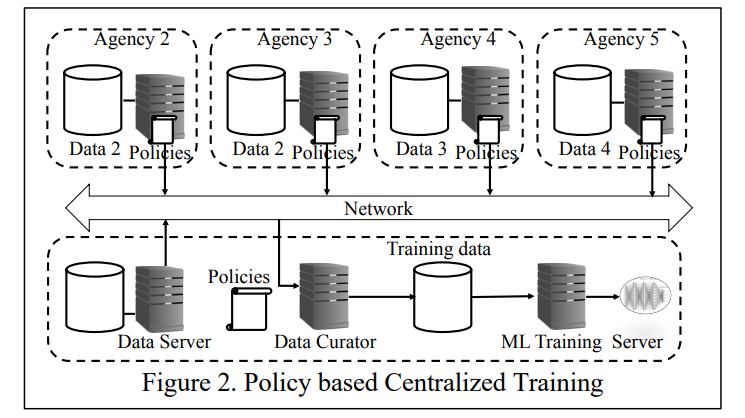 Agency 2 Agency 3 Agency 4 Agency 5
Data 2 Policies Data 2 Policies Data 3 Policies Data 4 Policies
Network
Training data
Policies
Data Server Data Curator ML Training Server
Figure 2. Policy based Centralized Training